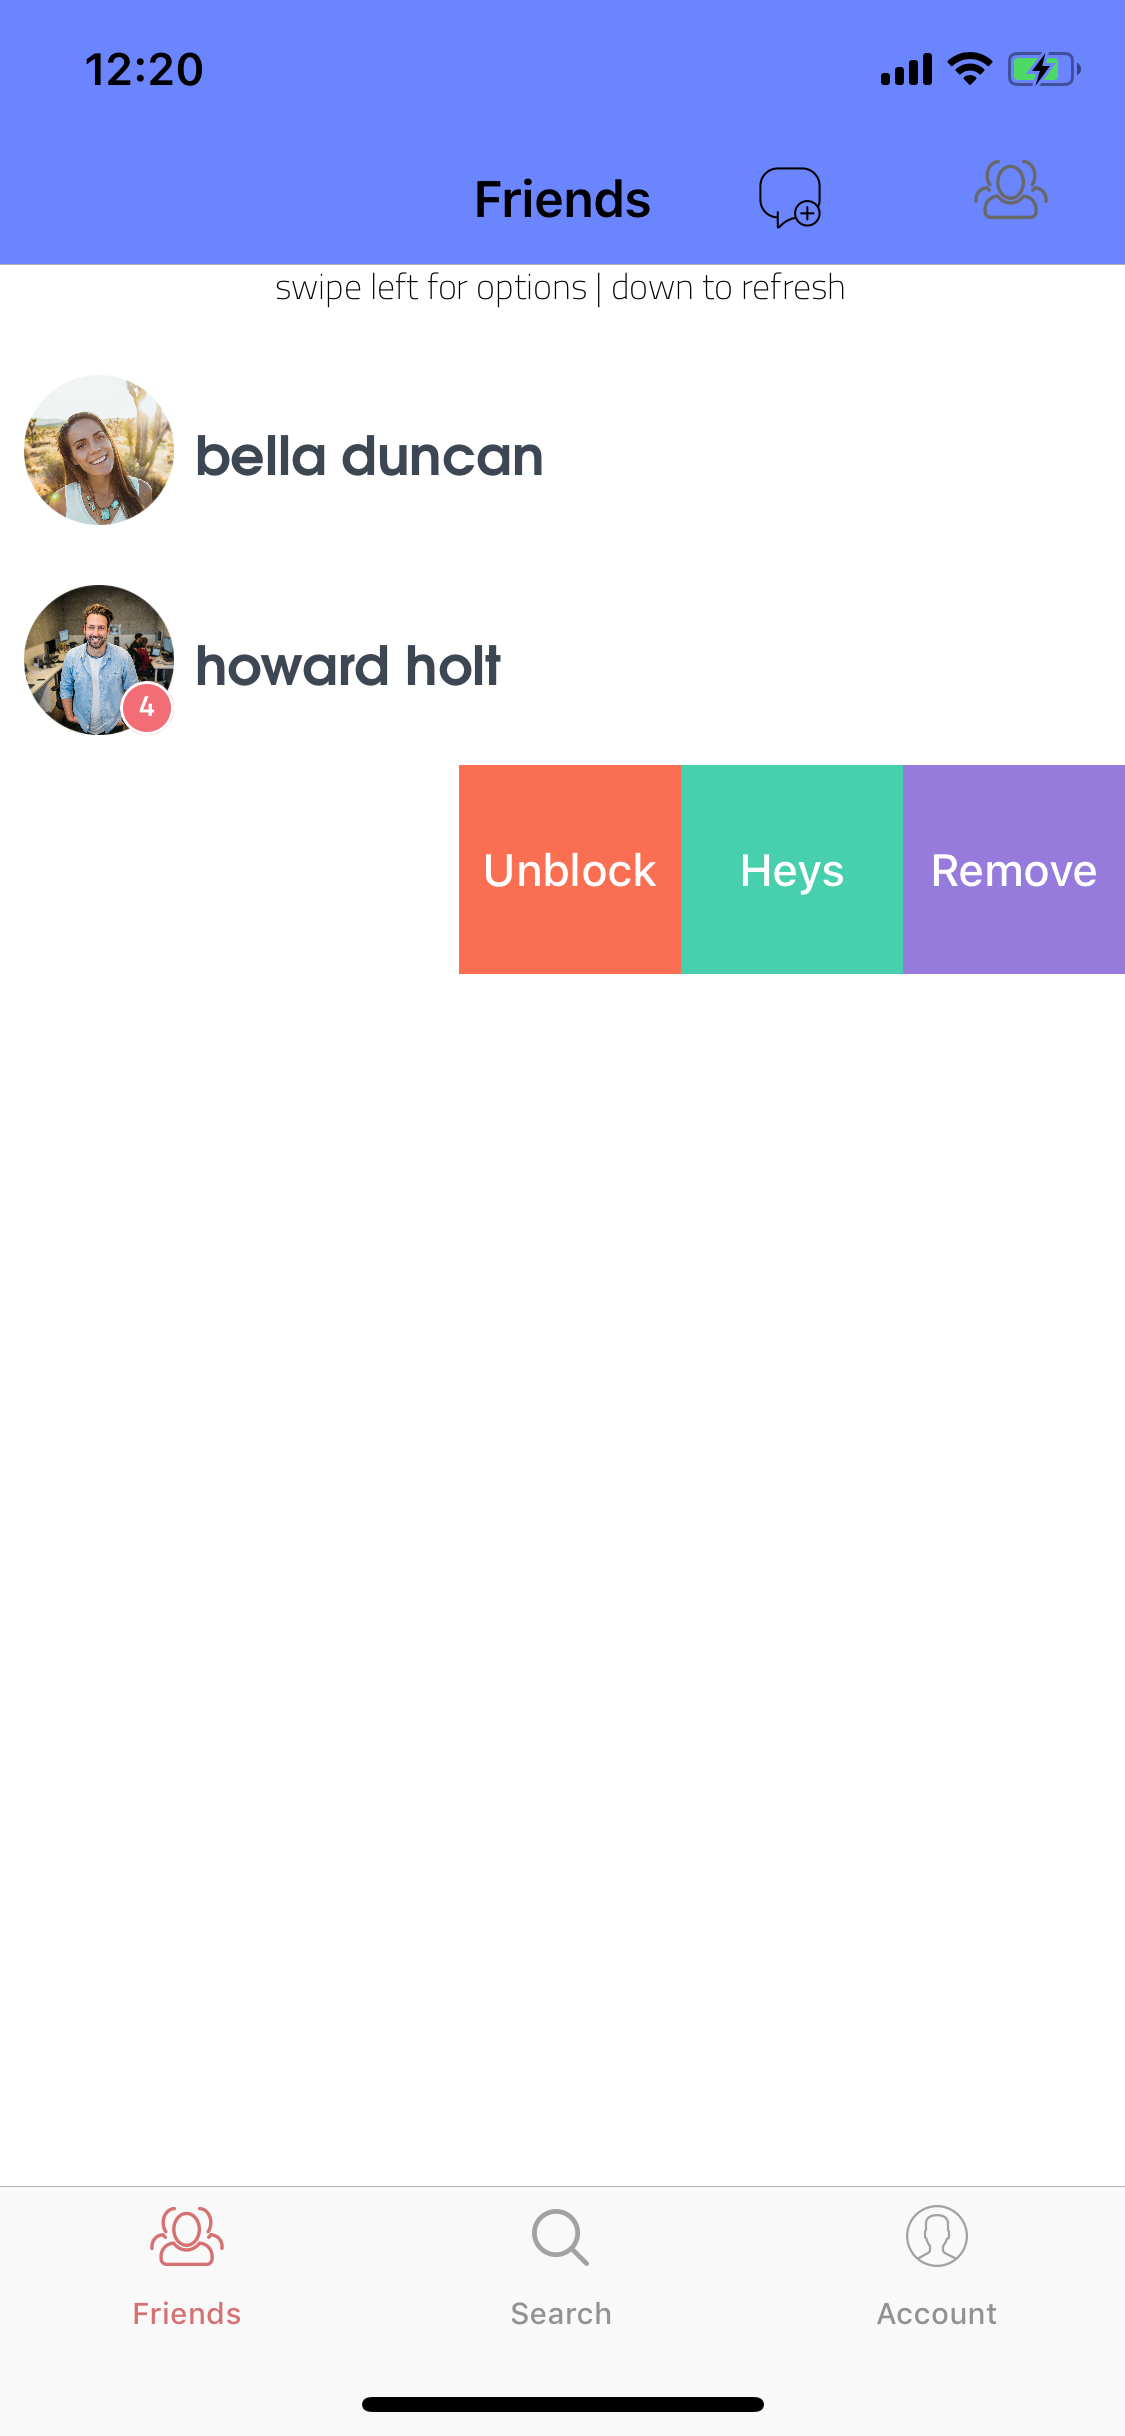 12:20
Friends
swipe left for options | down to refresh
bella duncan
howard holt
4
Unblock Heys Remove
Friends Search Account